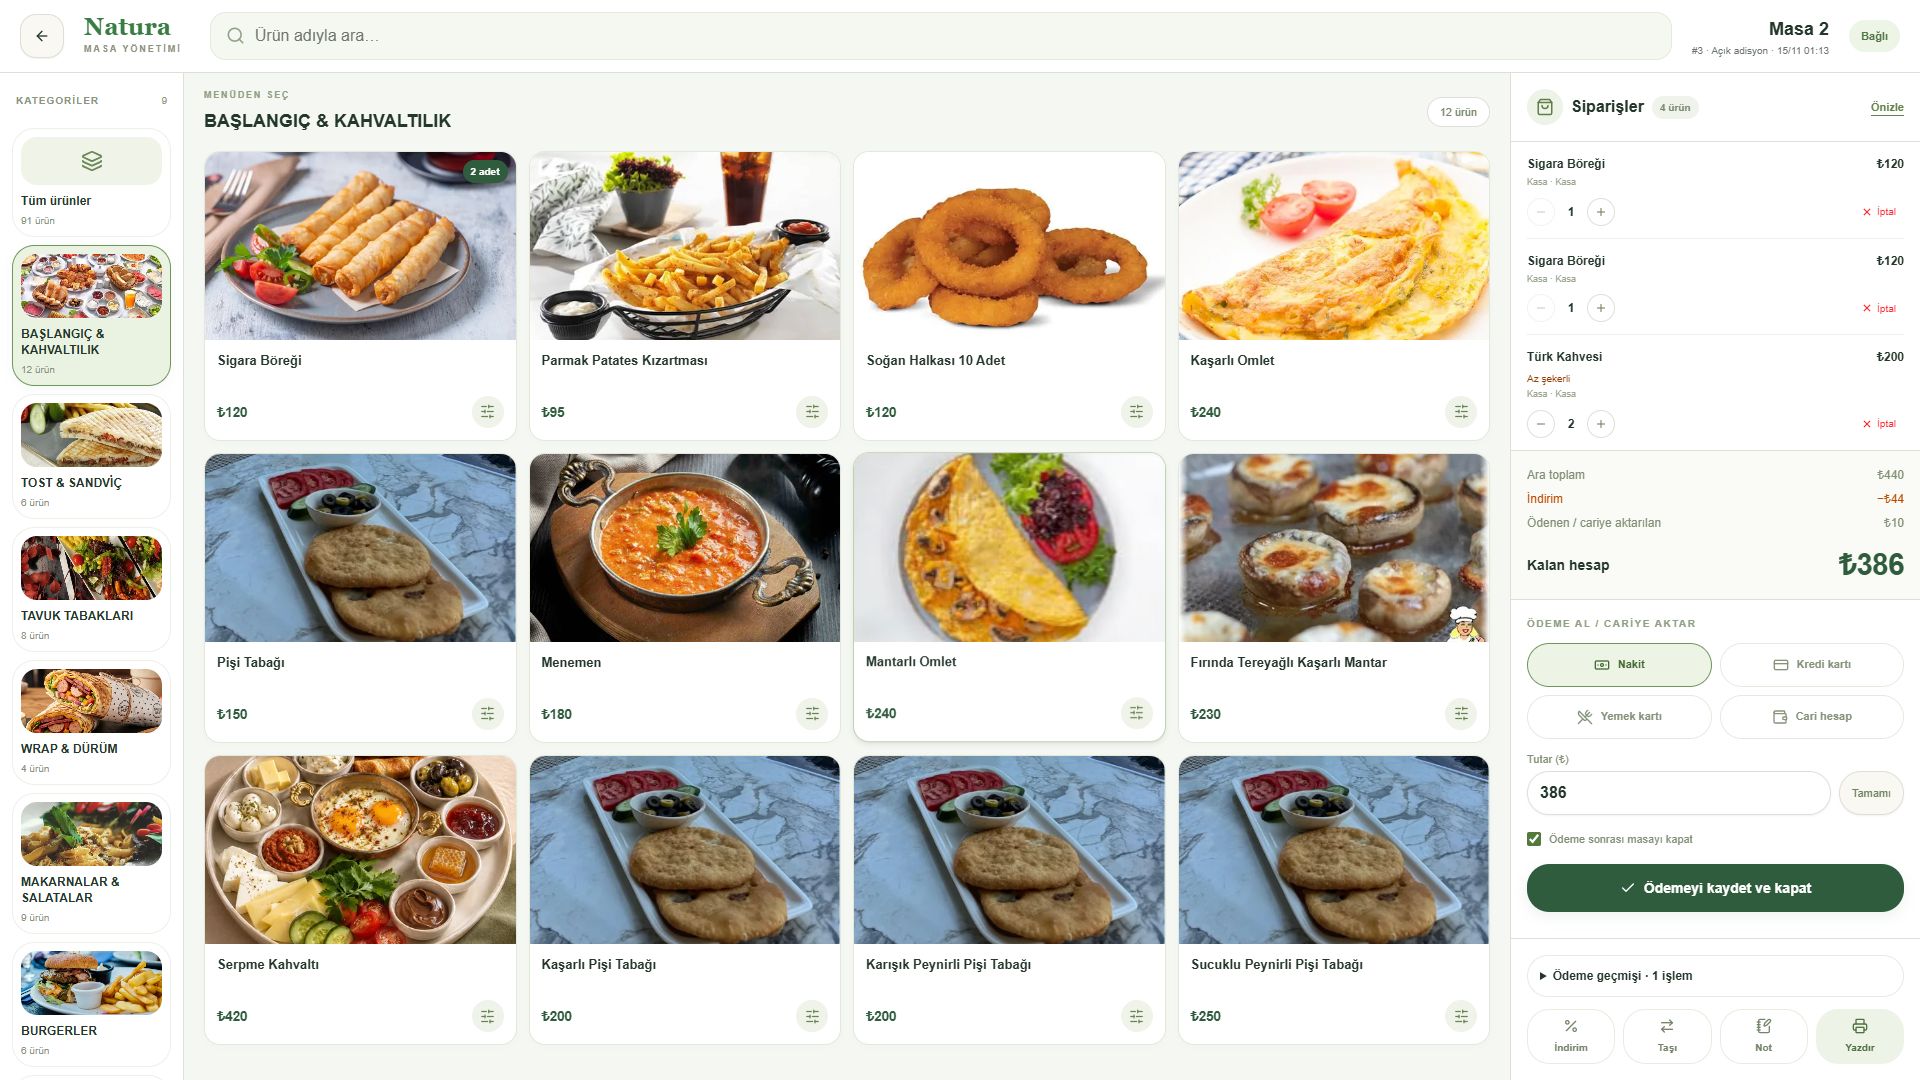 Natura
MASA YÖNETİMİ
Ürün adıyla ara…
Masa 2
#3 · Açık adisyon · 15/11 01:13
Bağlı
KATEGORİLER 9
Tüm ürünler
91 ürün
BAŞLANGIÇ &
KAHVALTILIK
12 ürün
TOST & SANDVİÇ
6 ürün
TAVUK TABAKLARI
8 ürün
WRAP & DÜRÜM
4 ürün
MAKARNALAR &
SALATALAR
9 ürün
BURGERLER
6 ürün
MENÜDEN SEÇ
BAŞLANGIÇ & KAHVALTILIK
12 ürün
2 adet
Sigara Böreği
₺120
Parmak Patates Kızartması
₺95
Soğan Halkası 10 Adet
₺120
Kaşarlı Omlet
₺240
Pişi Tabağı
₺150
Menemen
₺180
Mantarlı Omlet
₺240
Fırında Tereyağlı Kaşarlı Mantar
₺230
Serpme Kahvaltı
₺420
Kaşarlı Pişi Tabağı
₺200
Karışık Peynirli Pişi Tabağı
₺200
Sucuklu Peynirli Pişi Tabağı
₺250
Siparişler 4 ürün Önizle
Sigara Böreği ₺120
Kasa · Kasa
− 1 + × İptal
Sigara Böreği ₺120
Kasa · Kasa
− 1 + × İptal
Türk Kahvesi ₺200
Az şekerli
Kasa · Kasa
− 2 + × İptal
Ara toplam ₺440
İndirim −₺44
Ödenen / cariye aktarılan ₺10
Kalan hesap ₺386
ÖDEME AL / CARİYE AKTAR
Nakit Kredi kartı
Yemek kartı Cari hesap
Tutar (₺)
386 Tamamı
Ödeme sonrası masayı kapat
Ödemeyi kaydet ve kapat
Ödeme geçmişi · 1 işlem
İndirim Taşı Not Yazdır